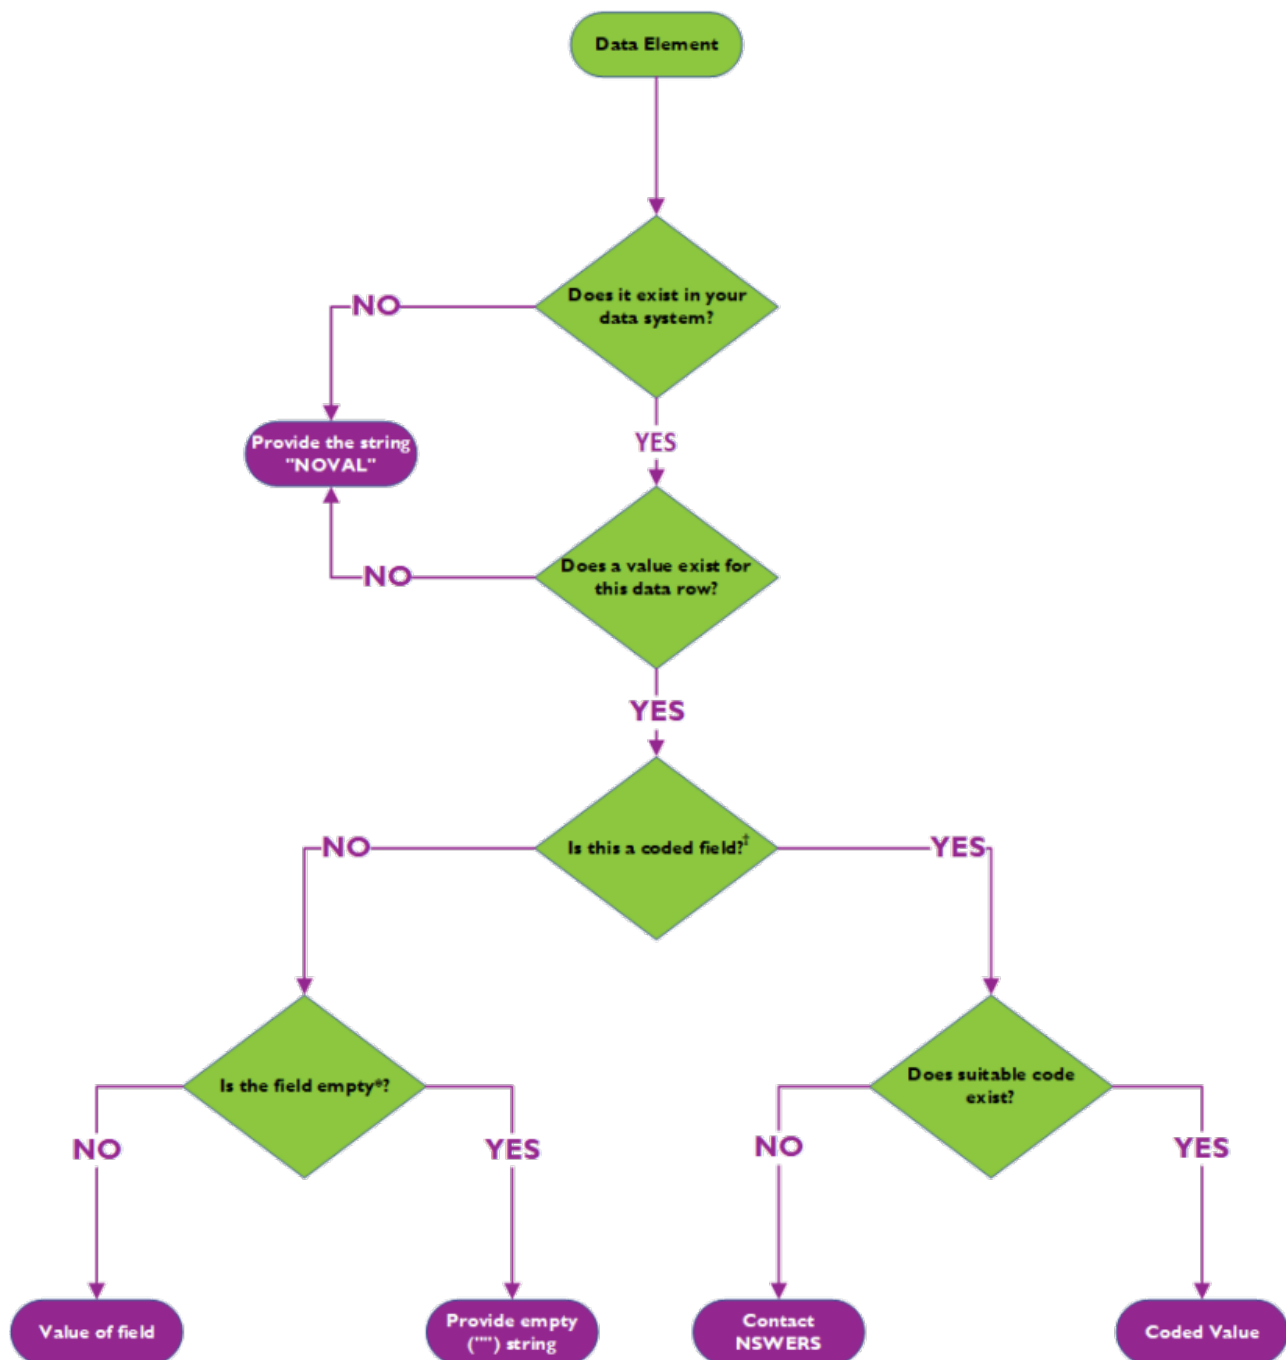 Data Element
Does it exist in your
data system?
NO
YES
Provide the string
"NOVAL"
Does a value exist for
this data row?
NO
YES
Is this a coded field?‡
NO
YES
Is the field empty*?
Does suitable code
exist?
NO
YES
NO
YES
Value of field
Provide empty
("") string
Contact
NSWERS
Coded Value